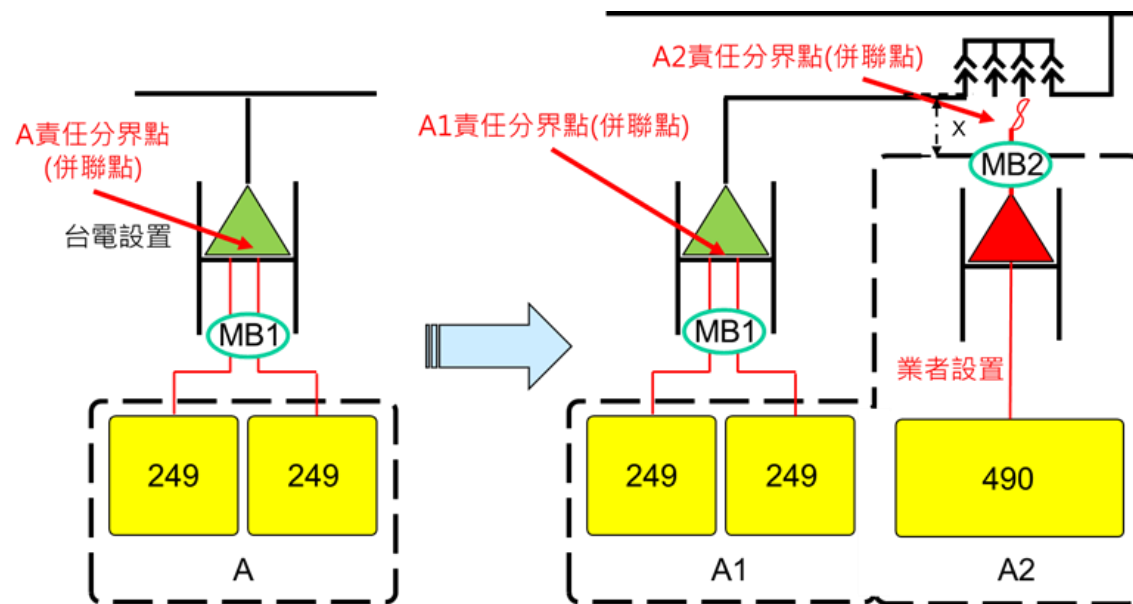 A責任分界點
(併聯點)
台電設置
MB1
249
249
A
A2責任分界點(併聯點)
A1責任分界點(併聯點)
x
MB2
MB1
業者設置
249
249
490
A1
A2